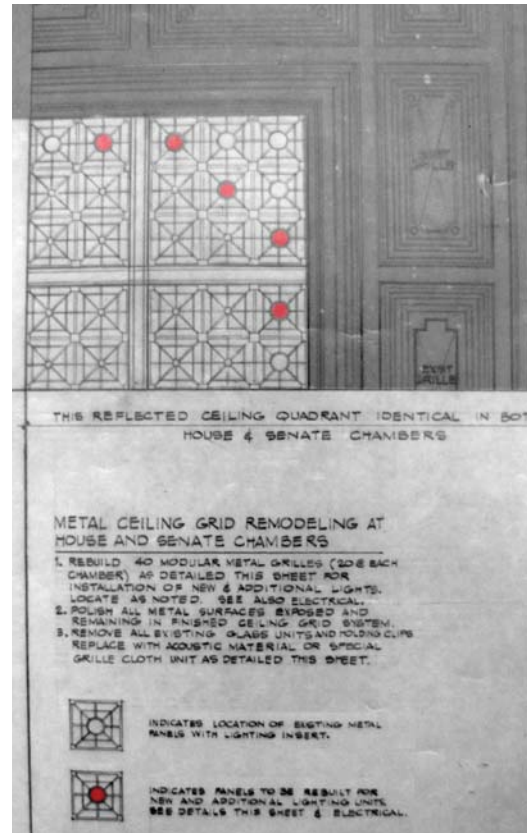 EXIST
GRILLE
EXIST
GRILLE
THIS REFLECTED CEILING QUADRANT IDENTICAL IN BOT
HOUSE & SENATE CHAMBERS
METAL CEILING GRID REMODELING AT
HOUSE AND SENATE CHAMBERS
1. REBUILD 40 MODULAR METAL GRILLES (20 @ EACH
CHAMBER) AS DETAILED THIS SHEET FOR
INSTALLATION OF NEW & ADDITIONAL LIGHTS.
LOCATE AS NOTED. SEE ALSO ELECTRICAL.
2. POLISH ALL METAL SURFACES EXPOSED AND
REMAINING IN FINISHED CEILING GRID SYSTEM.
3. REMOVE ALL EXISTING GLASS UNITS AND HOLDING CLIPS
REPLACE WITH ACOUSTIC MATERIAL OR SPECIAL
GRILLE CLOTH UNIT AS DETAILED THIS SHEET.
INDICATES LOCATION OF EXISTING METAL
PANELS WITH LIGHTING INSERT.
INDICATES PANELS TO BE REBUILT FOR
NEW AND ADDITIONAL LIGHTING UNITS
SEE DETAILS THIS SHEET & ELECTRICAL.